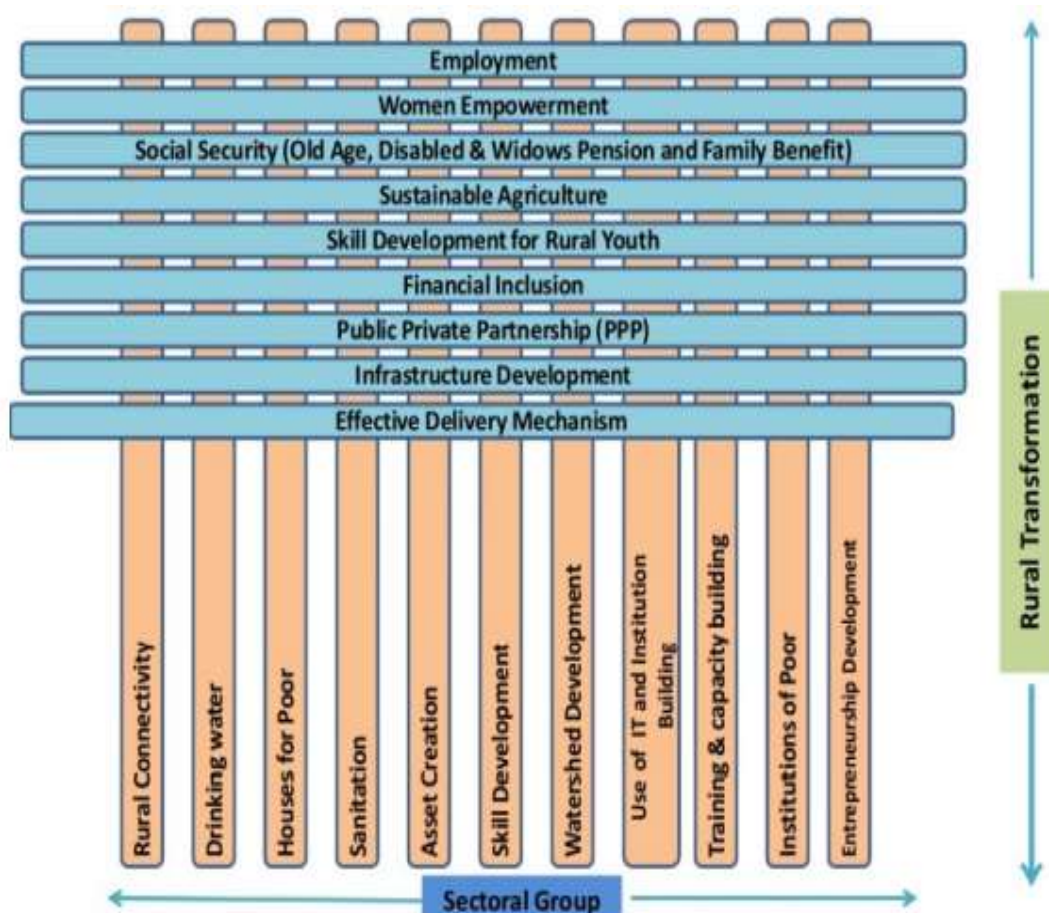 Employment
Women Empowerment
Social Security (Old Age, Disabled & Widows Pension and Family Benefit)
Sustainable Agriculture
Skill Development for Rural Youth
Financial Inclusion
Public Private Partnership (PPP)
Infrastructure Development
Effective Delivery Mechanism
Rural Connectivity
Drinking water
Houses for Poor
Sanitation
Asset Creation
Skill Development
Watershed Development
Use of IT and Institution
Building
Training & capacity building
Institutions of Poor
Entrepreneurship Development
Rural Transformation
Sectoral Group